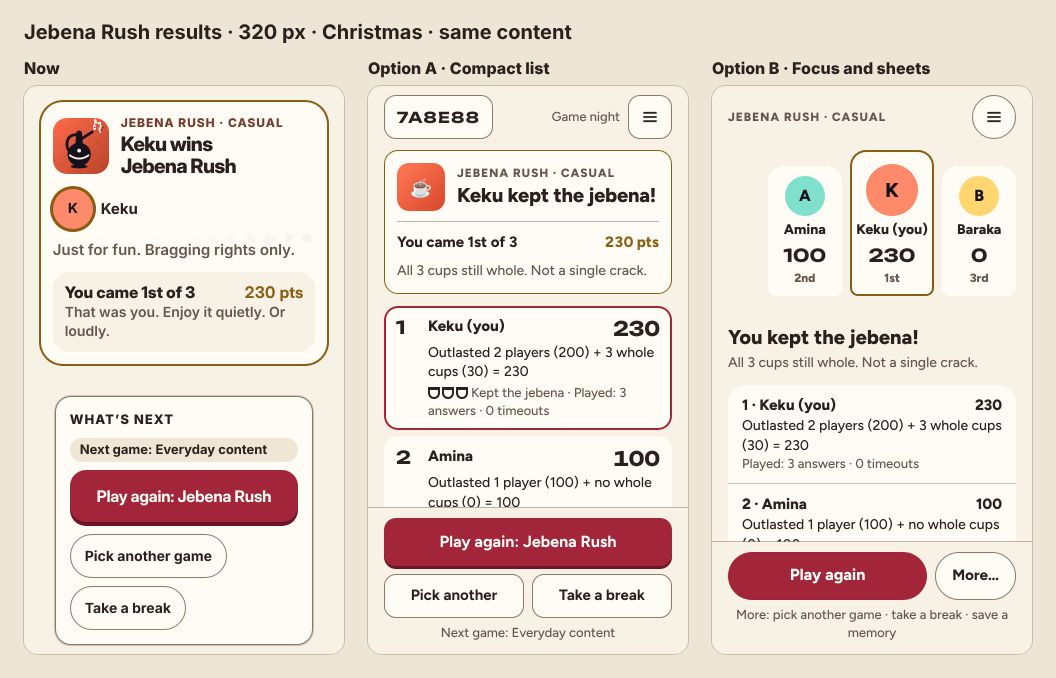 Jebena Rush results · 320 px · Christmas · same content
Now
JEBENA RUSH · CASUAL
Keku wins
Jebena Rush
K
Keku
Just for fun. Bragging rights only.
You came 1st of 3
230 pts
That was you. Enjoy it quietly. Or
loudly.
WHAT’S NEXT
Next game: Everyday content
Play again: Jebena Rush
Pick another game
Take a break
Option A · Compact list
7A8E88
Game night
JEBENA RUSH · CASUAL
Keku kept the jebena!
You came 1st of 3
230 pts
All 3 cups still whole. Not a single crack.
1
Keku (you)
230
Outlasted 2 players (200) + 3 whole
cups (30) = 230
Kept the jebena · Played: 3
answers · 0 timeouts
2
Amina
100
Outlasted 1 player (100) + no whole
cups (0) = 100
Play again: Jebena Rush
Pick another
Take a break
Next game: Everyday content
Option B · Focus and sheets
JEBENA RUSH · CASUAL
A
Amina
100
2nd
K
Keku (you)
230
1st
B
Baraka
0
3rd
You kept the jebena!
All 3 cups still whole. Not a single crack.
1 · Keku (you)
230
Outlasted 2 players (200) + 3 whole cups
(30) = 230
Played: 3 answers · 0 timeouts
2 · Amina
100
Outlasted 1 player (100) + no whole cups
(0) = 100
Play again
More…
More: pick another game · take a break · save a
memory